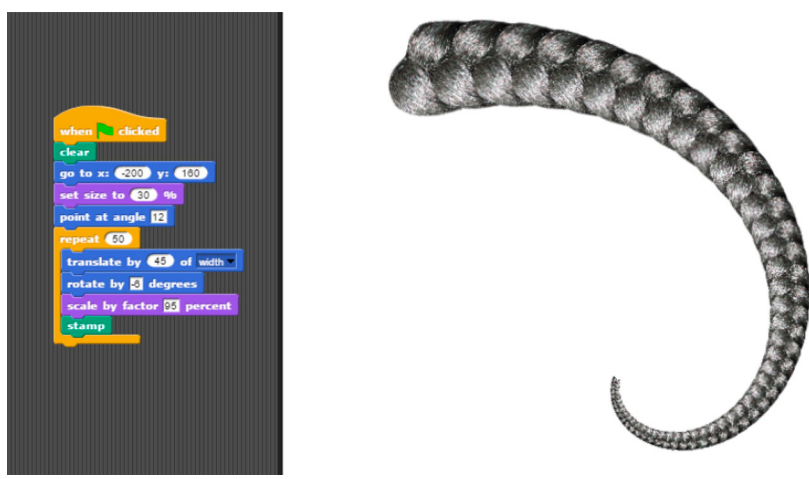 when clicked
clear
go to x: -200 y: 160
set size to 30 %
point at angle 12
repeat 50
translate by 45 of width
rotate by -6 degrees
scale by factor 95 percent
stamp